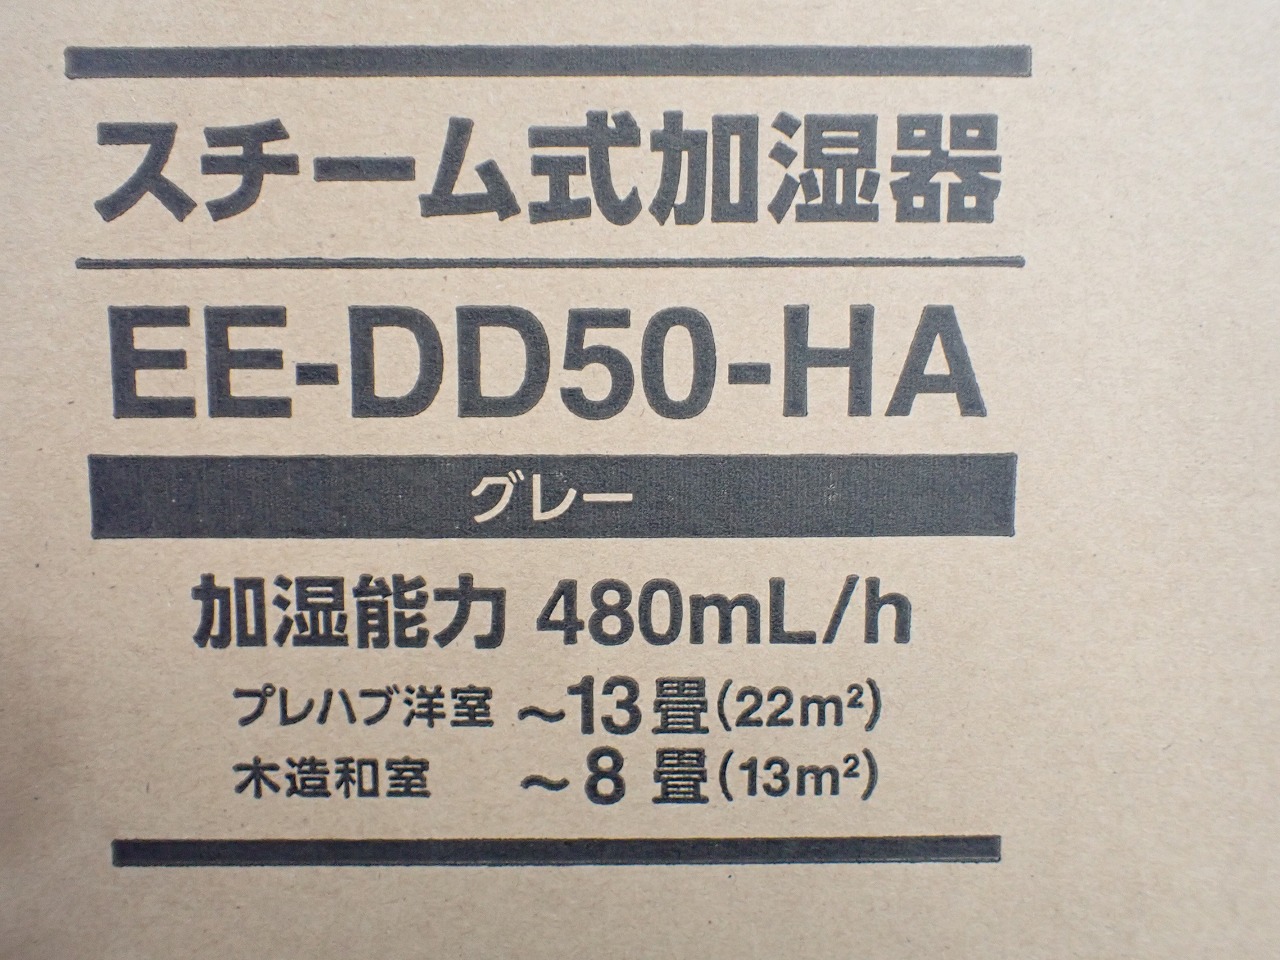 スチーム式加湿器
EE-DD50-HA
グレー
加湿能力 480mL/h
プレハブ洋室 ～13畳(22m²)
木造和室 ～8畳(13m²)